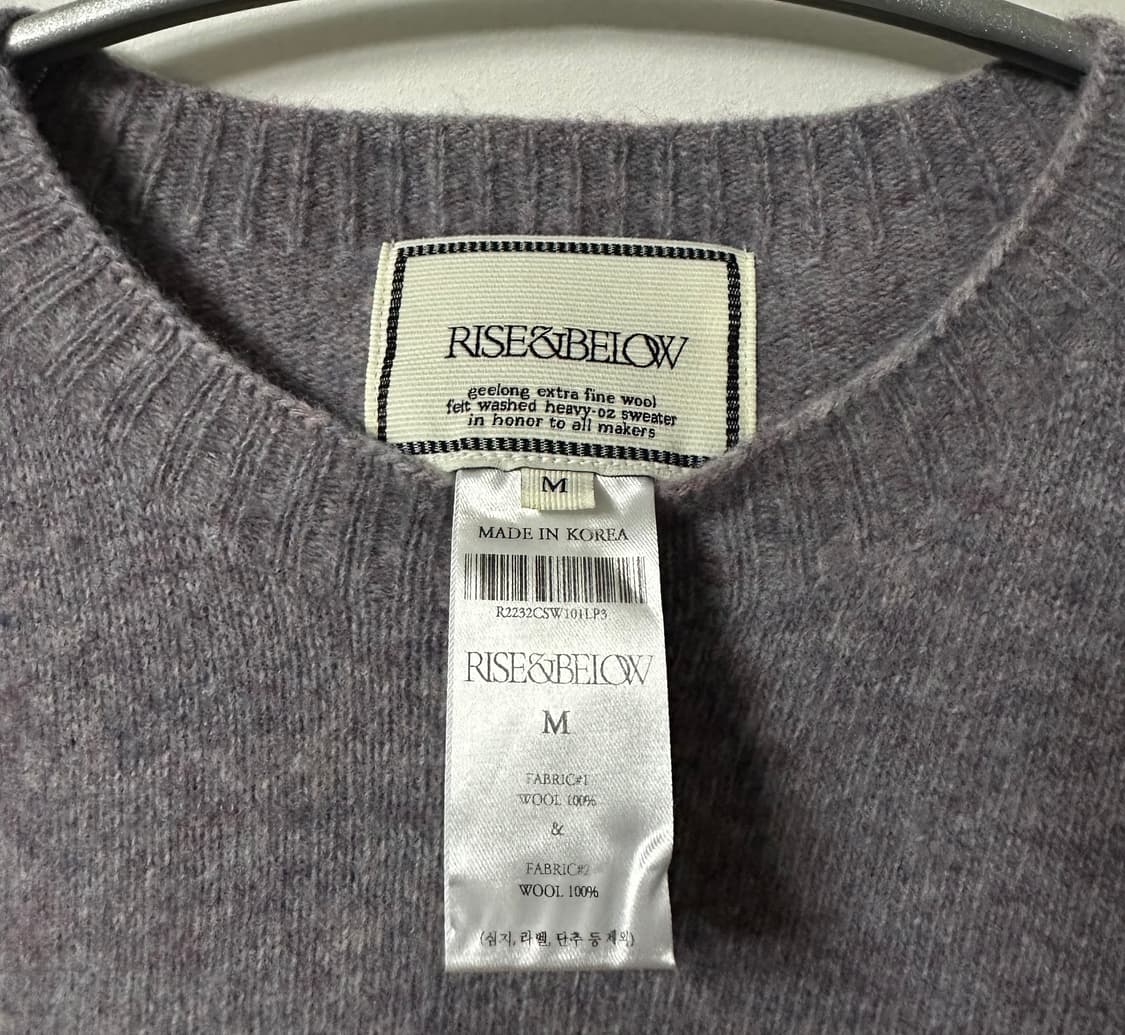 RISE&BELOW
geelong extra fine wool
felt washed heavy-oz sweater
in honor to all makers
M
MADE IN KOREA
R2232CSW101LP3
RISE&BELOW
M
FABRIC#1
WOOL 100%
&
FABRIC#2
WOOL 100%
(심지, 라벨, 단추 등 제외)